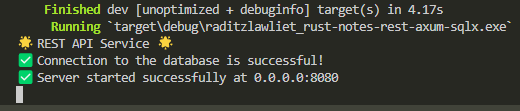 Finished dev [unoptimized + debuginfo] target(s) in 4.17s
Running `target\debug\raditzlawliet_rust-notes-rest-axum-sqlx.exe`
🌟 REST API Service 🌟
✅ Connection to the database is successful!
✅ Server started successfully at 0.0.0.0:8080